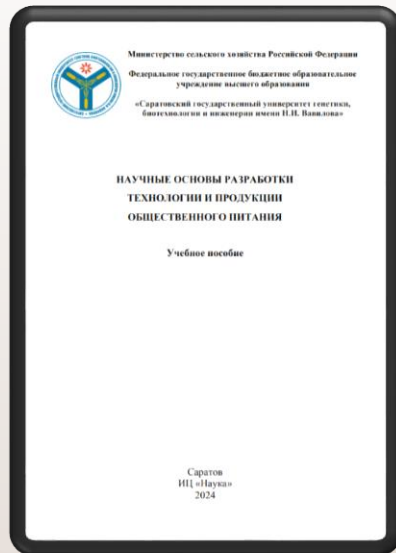 Министерство сельского хозяйства Российской Федерации
Федеральное государственное бюджетное образовательное
учреждение высшего образования
«Саратовский государственный университет генетики,
биотехнологии и инженерии имени Н.И. Вавилова»
НАУЧНЫЕ ОСНОВЫ РАЗРАБОТКИ
ТЕХНОЛОГИИ И ПРОДУКЦИИ
ОБЩЕСТВЕННОГО ПИТАНИЯ
Учебное пособие
Саратов
ИЦ «Наука»
2024